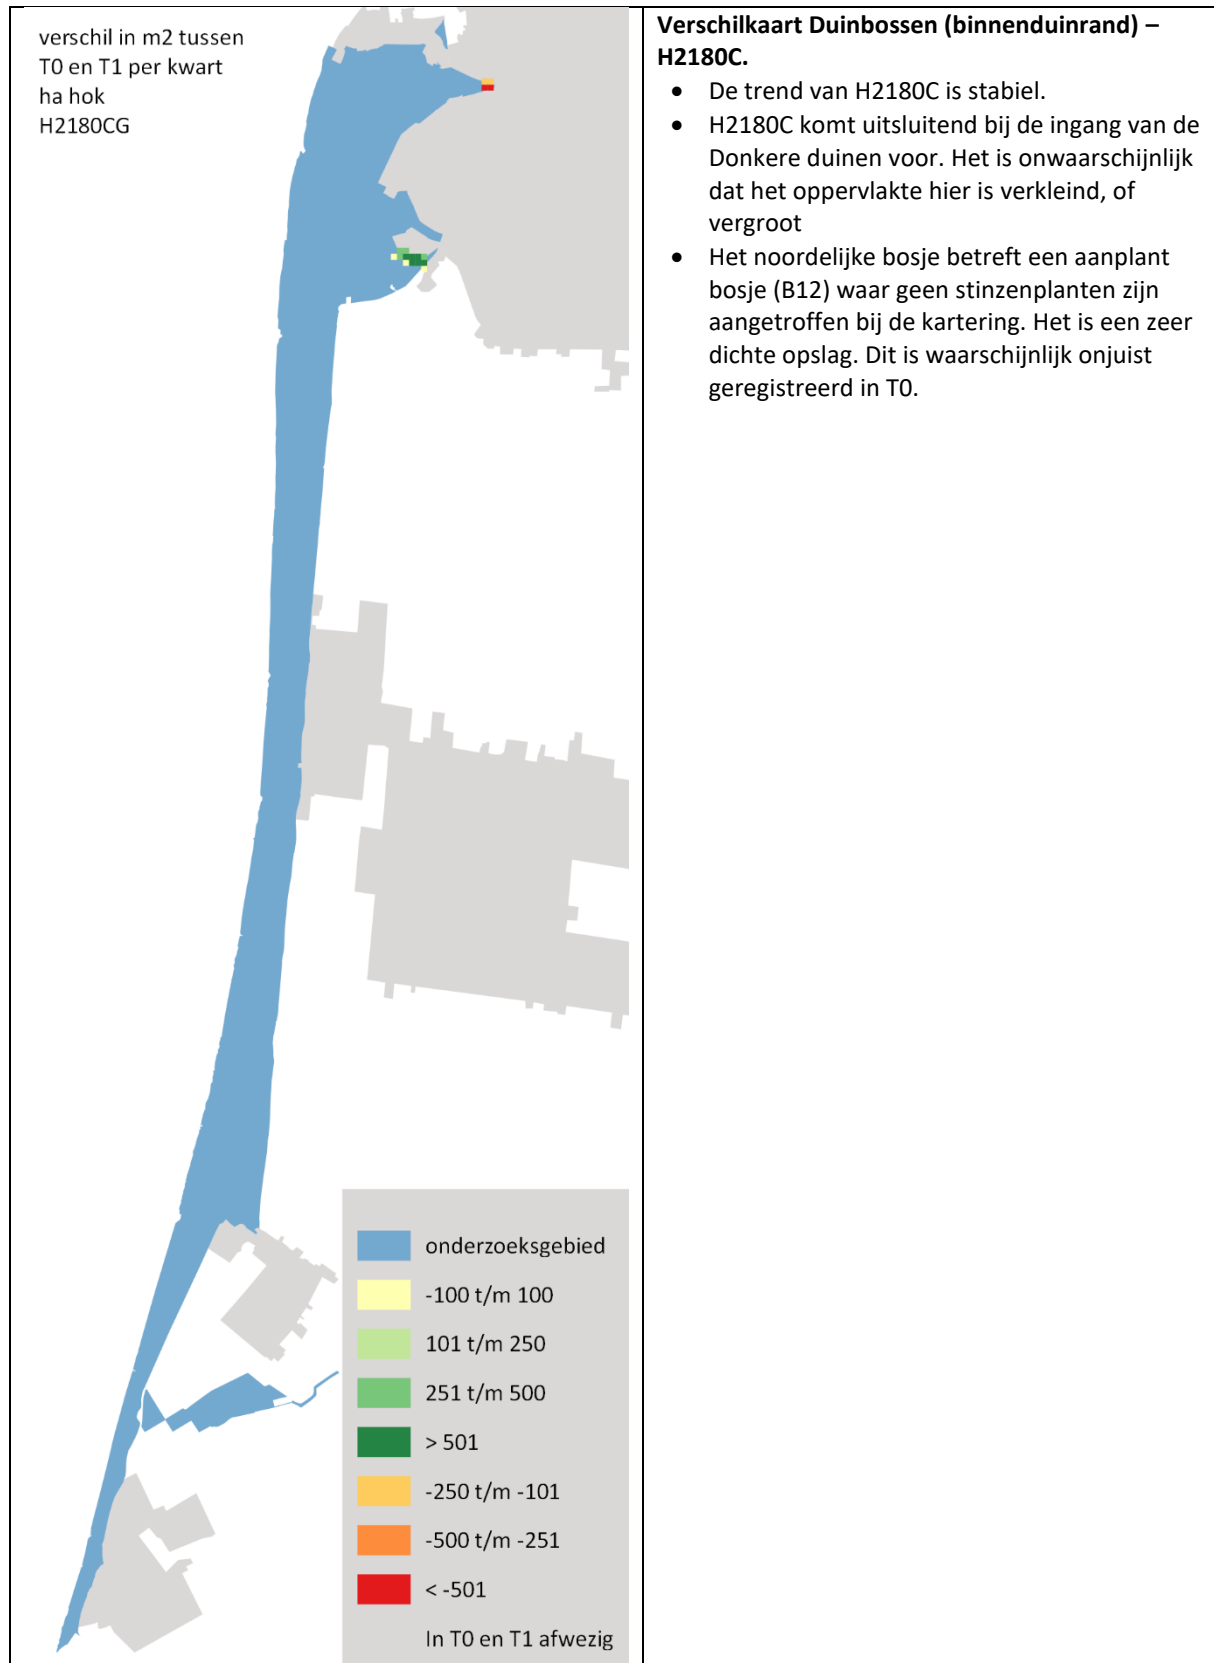 verschil in m2 tussen
T0 en T1 per kwart
ha hok
H2180CG
onderzoeksgebied
-100 t/m 100
101 t/m 250
251 t/m 500
> 501
-250 t/m -101
-500 t/m -251
< -501
In T0 en T1 afwezig
Verschilkaart Duinbossen (binnenduinrand) –
H2180C.
• De trend van H2180C is stabiel.
• H2180C komt uitsluitend bij de ingang van de
Donkere duinen voor. Het is onwaarschijnlijk
dat het oppervlakte hier is verkleind, of
vergroot
• Het noordelijke bosje betreft een aanplant
bosje (B12) waar geen stinzenplanten zijn
aangetroffen bij de kartering. Het is een zeer
dichte opslag. Dit is waarschijnlijk onjuist
geregistreerd in T0.